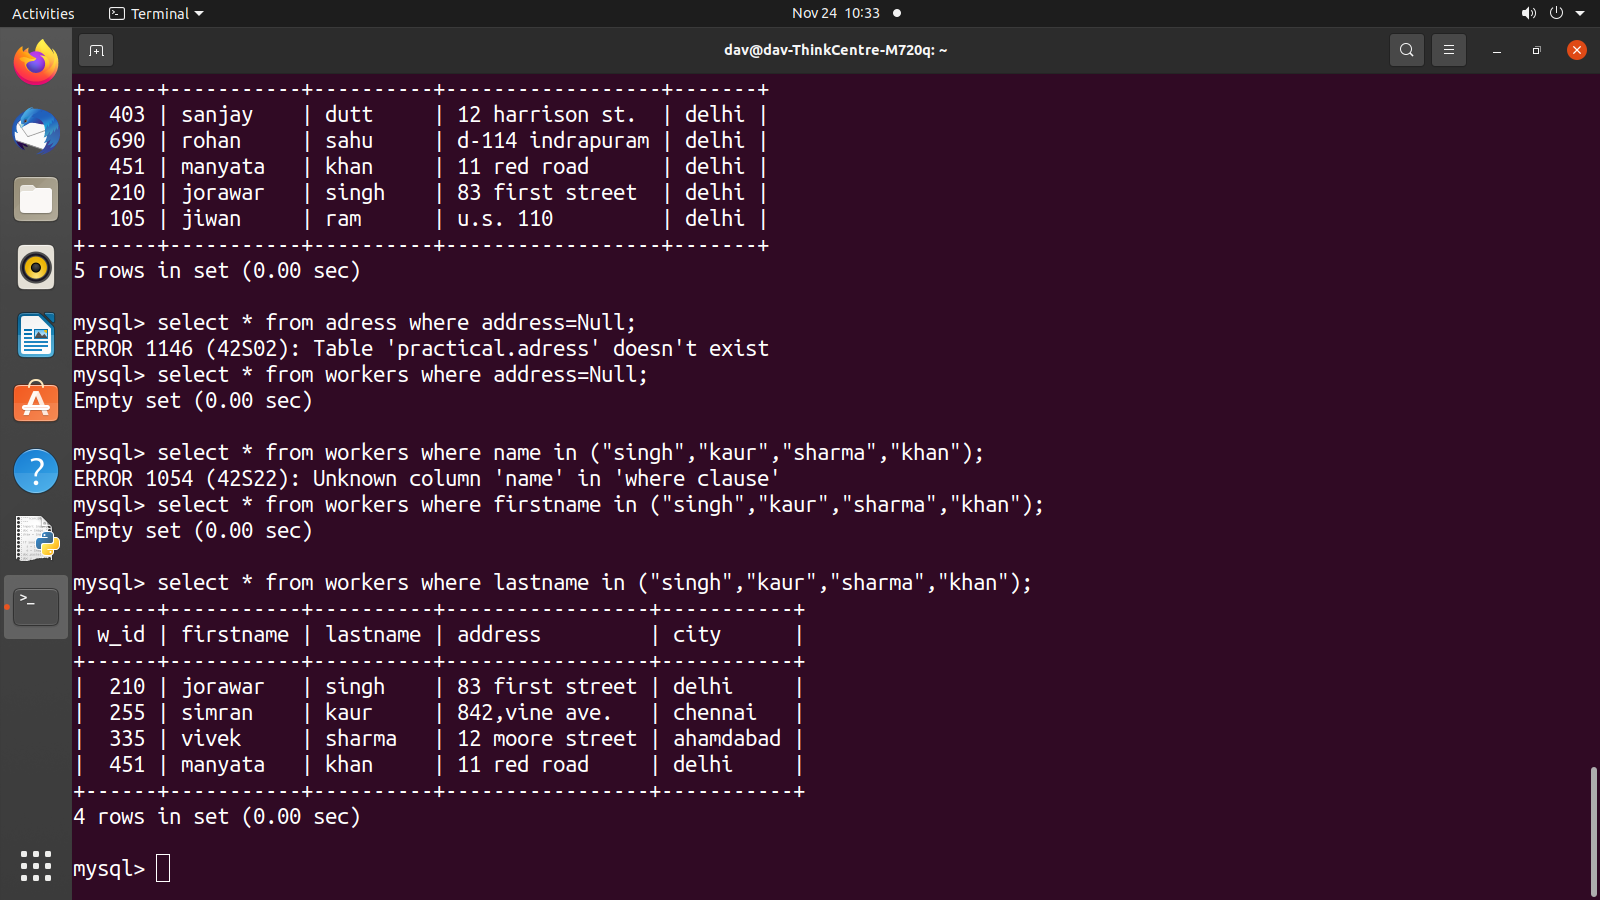 Activities Terminal Nov 24 10:33
dav@dav-ThinkCentre-M720q: ~
+------+-----------+----------+------------------+-------+
|  403 | sanjay    | dutt     | 12 harrison st.  | delhi |
|  690 | rohan     | sahu     | d-114 indrapuram | delhi |
|  451 | manyata   | khan     | 11 red road      | delhi |
|  210 | jorawar   | singh    | 83 first street  | delhi |
|  105 | jiwan     | ram      | u.s. 110         | delhi |
+------+-----------+----------+------------------+-------+
5 rows in set (0.00 sec)
mysql> select * from adress where address=Null;
ERROR 1146 (42S02): Table 'practical.adress' doesn't exist
mysql> select * from workers where address=Null;
Empty set (0.00 sec)
mysql> select * from workers where name in ("singh","kaur","sharma","khan");
ERROR 1054 (42S22): Unknown column 'name' in 'where clause'
mysql> select * from workers where firstname in ("singh","kaur","sharma","khan");
Empty set (0.00 sec)
mysql> select * from workers where lastname in ("singh","kaur","sharma","khan");
+------+-----------+----------+-----------------+-----------+
| w_id | firstname | lastname | address         | city      |
+------+-----------+----------+-----------------+-----------+
|  210 | jorawar   | singh    | 83 first street | delhi     |
|  255 | simran    | kaur     | 842,vine ave.   | chennai   |
|  335 | vivek     | sharma   | 12 moore street | ahamdabad |
|  451 | manyata   | khan     | 11 red road     | delhi     |
+------+-----------+----------+-----------------+-----------+
4 rows in set (0.00 sec)
mysql>